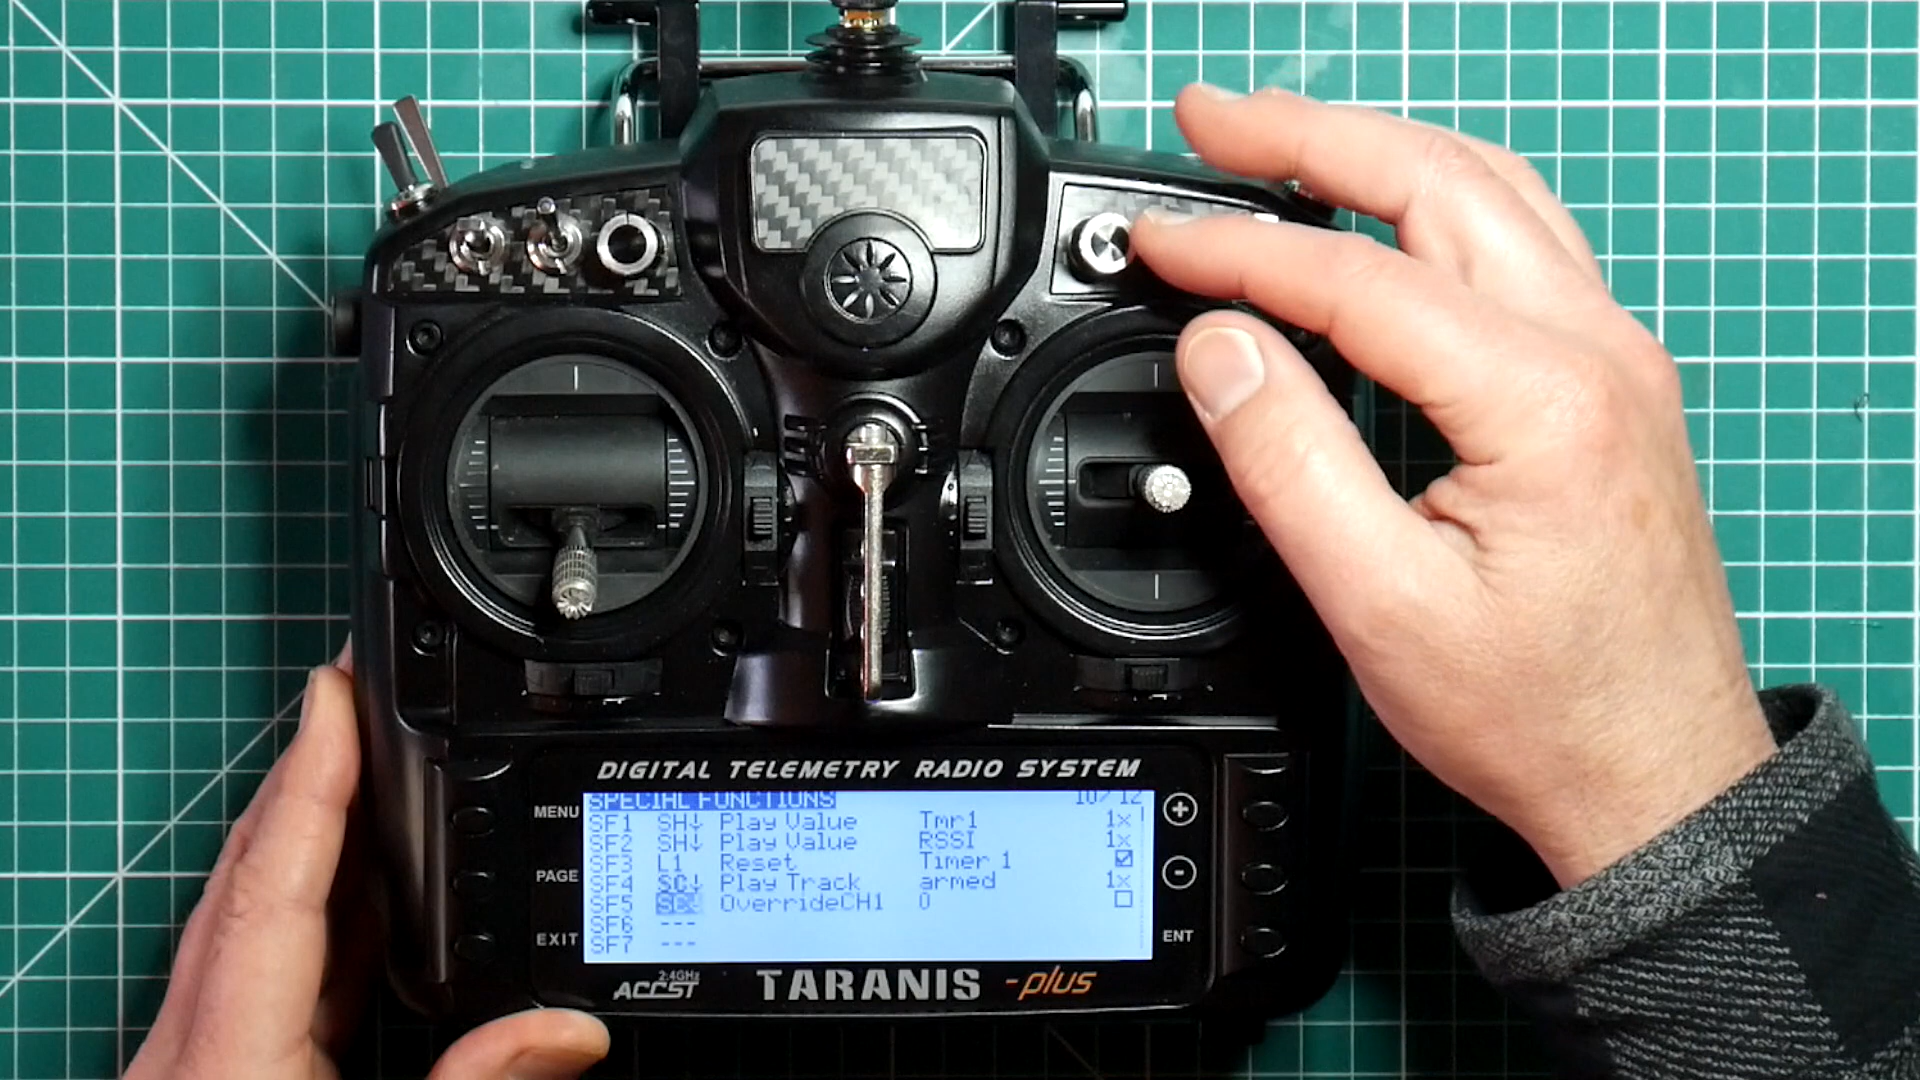 DIGITAL TELEMETRY RADIO SYSTEM
MENU
PAGE
EXIT
SPECIAL FUNCTIONS 10/12
SF1 SH↓ Play Value Tmr1 1x
SF2 SH↓ Play Value RSSI 1x
SF3 L1 Reset Timer 1
SF4 SC↓ Play Track armed 1x
SF5 SC↓ OverrideCH1 0
SF6 ---
SF7 ---
+
-
ENT
2.4GHz
ACCST TARANIS -plus